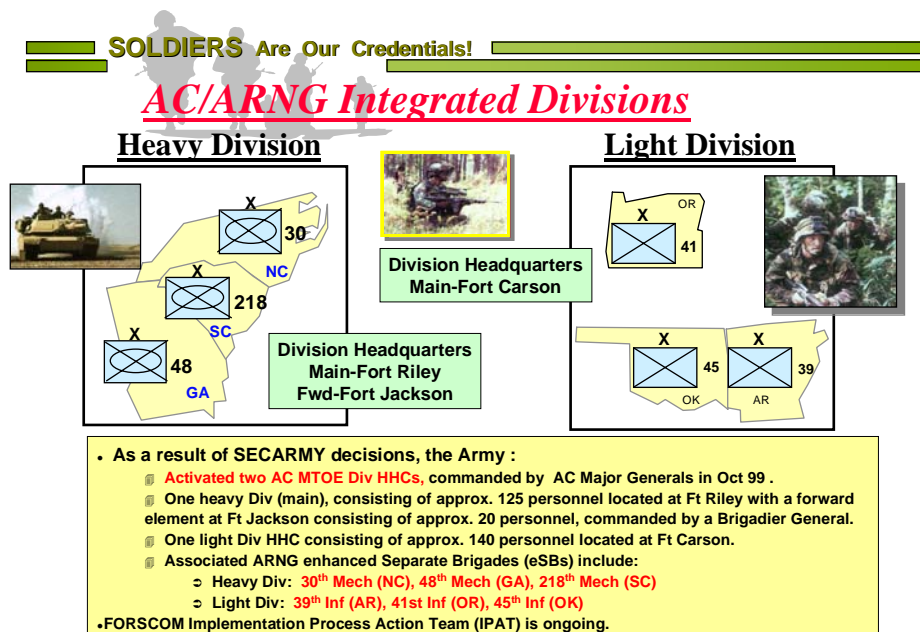 SOLDIERS Are Our Credentials!
AC/ARNG Integrated Divisions
Heavy Division
X
30
NC
X
218
SC
X
48
GA
Division Headquarters
Main-Fort Riley
Fwd-Fort Jackson
Division Headquarters
Main-Fort Carson
Light Division
OR
X
41
X
45
OK
X
39
AR
• As a result of SECARMY decisions, the Army :
Activated two AC MTOE Div HHCs, commanded by AC Major Generals in Oct 99 .
One heavy Div (main), consisting of approx. 125 personnel located at Ft Riley with a forward
element at Ft Jackson consisting of approx. 20 personnel, commanded by a Brigadier General.
One light Div HHC consisting of approx. 140 personnel located at Ft Carson.
Associated ARNG enhanced Separate Brigades (eSBs) include:
➲ Heavy Div: 30th Mech (NC), 48th Mech (GA), 218th Mech (SC)
➲ Light Div: 39th Inf (AR), 41st Inf (OR), 45th Inf (OK)
•FORSCOM Implementation Process Action Team (IPAT) is ongoing.